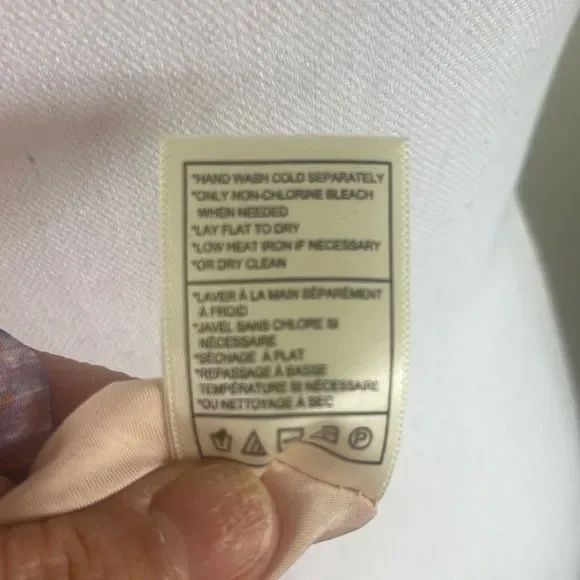 *HAND WASH COLD SEPARATELY
*ONLY NON-CHLORINE BLEACH
WHEN NEEDED
*LAY FLAT TO DRY
*LOW HEAT IRON IF NECESSARY
*OR DRY CLEAN
*LAVER À LA MAIN SÉPARÉMENT
À FROID
*JAVEL SANS CHLORE SI
NÉCESSAIRE
*SÉCHAGE À PLAT
*REPASSAGE À BASSE
TEMPÉRATURE SI NÉCESSAIRE
*OU NETTOYAGE À SEC
P